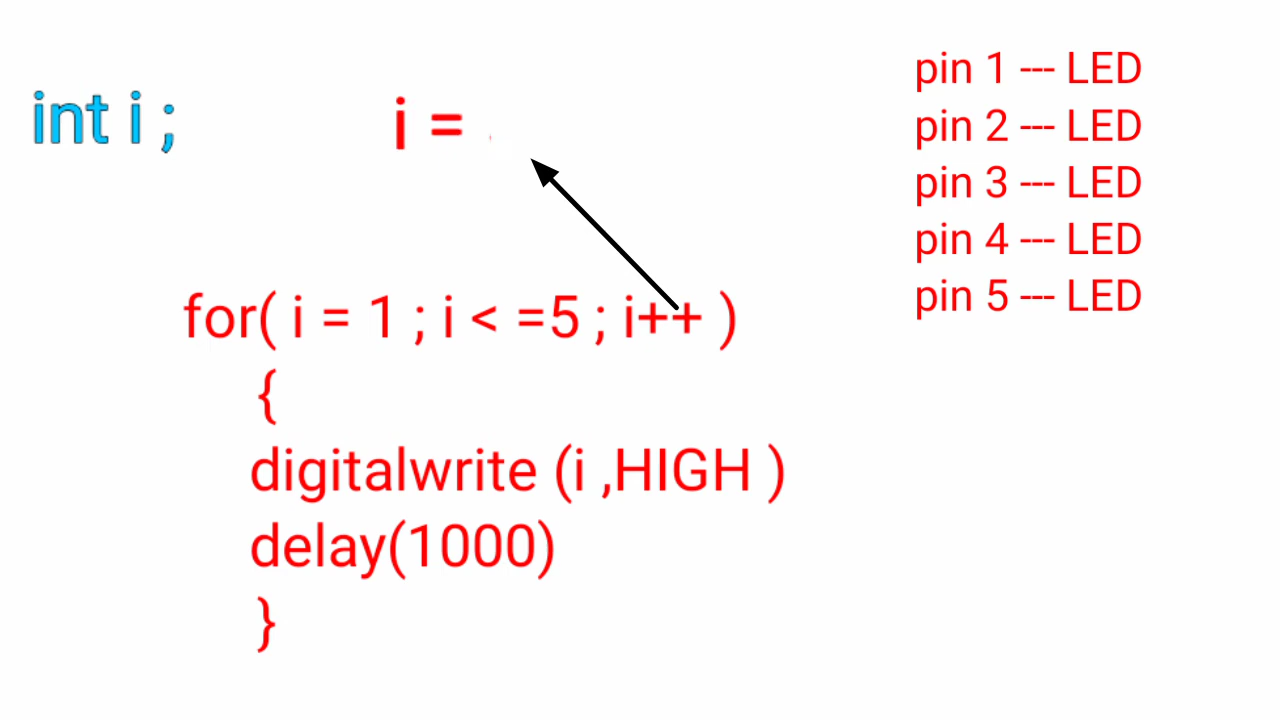 int i ;
i =
pin 1 --- LED
pin 2 --- LED
pin 3 --- LED
pin 4 --- LED
pin 5 --- LED
for( i = 1 ; i < =5 ; i++ )
{
digitalwrite (i ,HIGH )
delay(1000)
}